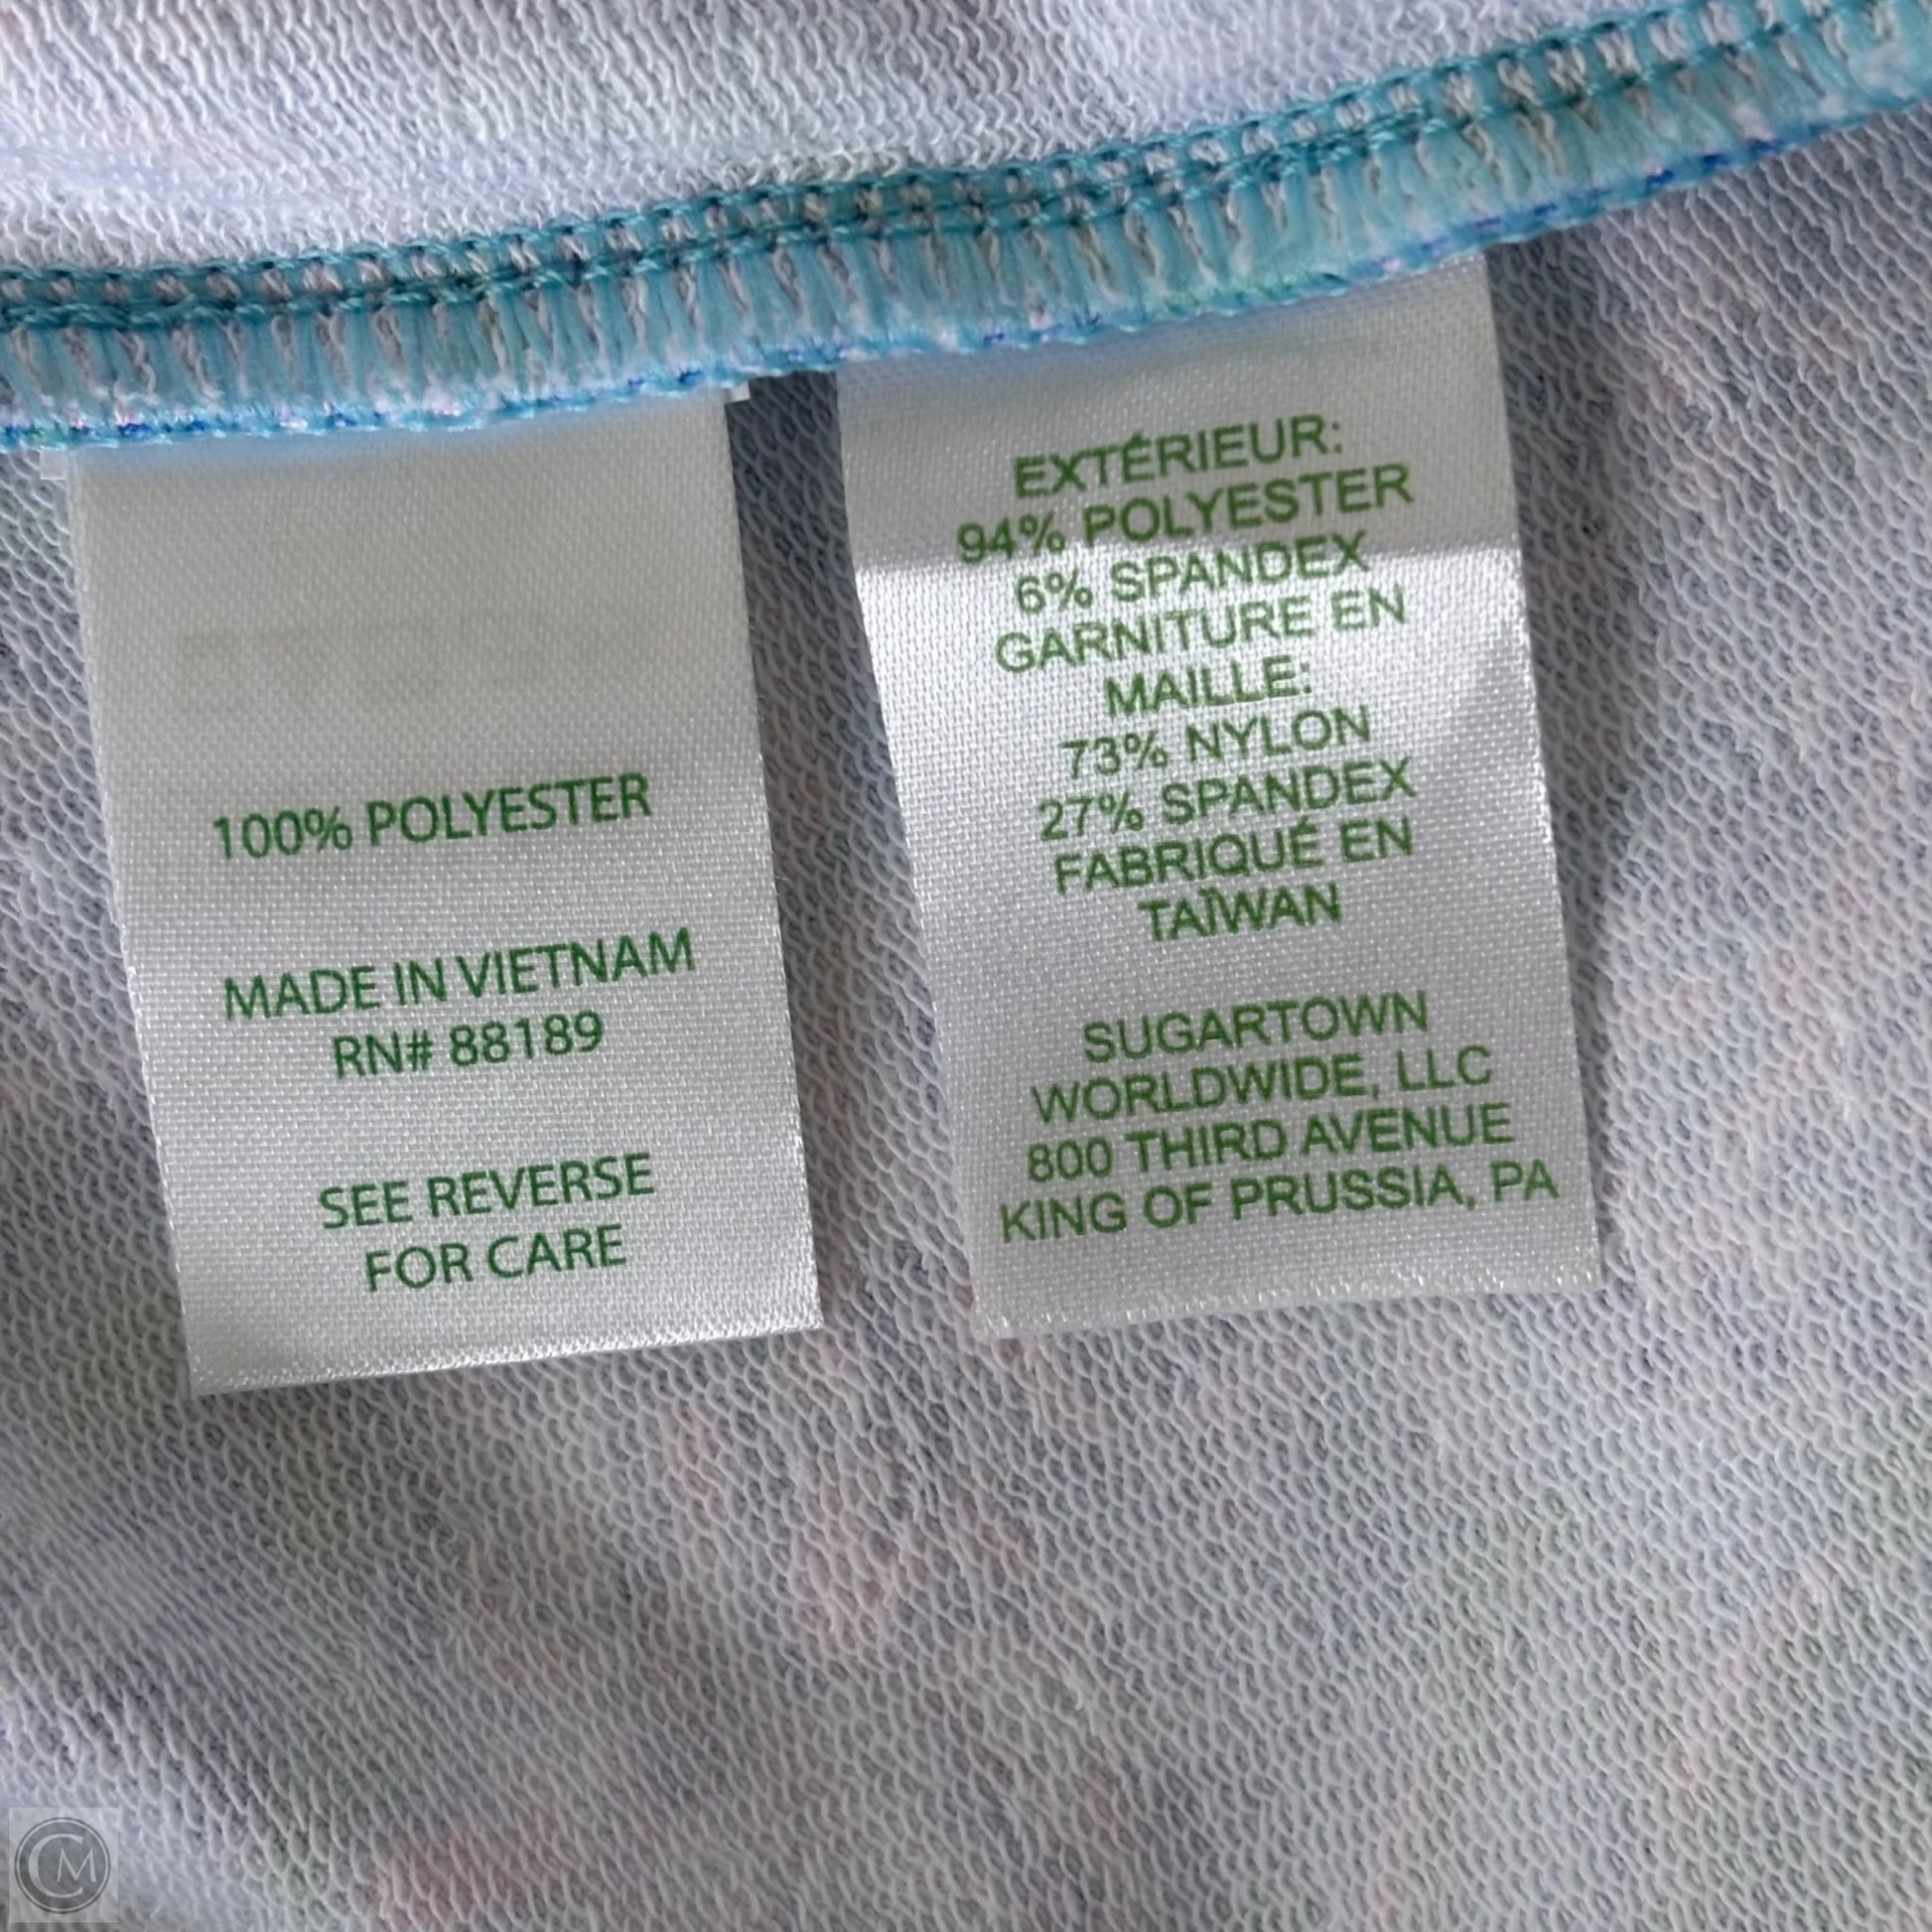 100% POLYESTER
MADE IN VIETNAM
RN# 88189
SEE REVERSE
FOR CARE
EXTÉRIEUR:
94% POLYESTER
6% SPANDEX
GARNITURE EN
MAILLE:
73% NYLON
27% SPANDEX
FABRIQUÉ EN
TAÏWAN
SUGARTOWN
WORLDWIDE, LLC
800 THIRD AVENUE
KING OF PRUSSIA, PA
CM